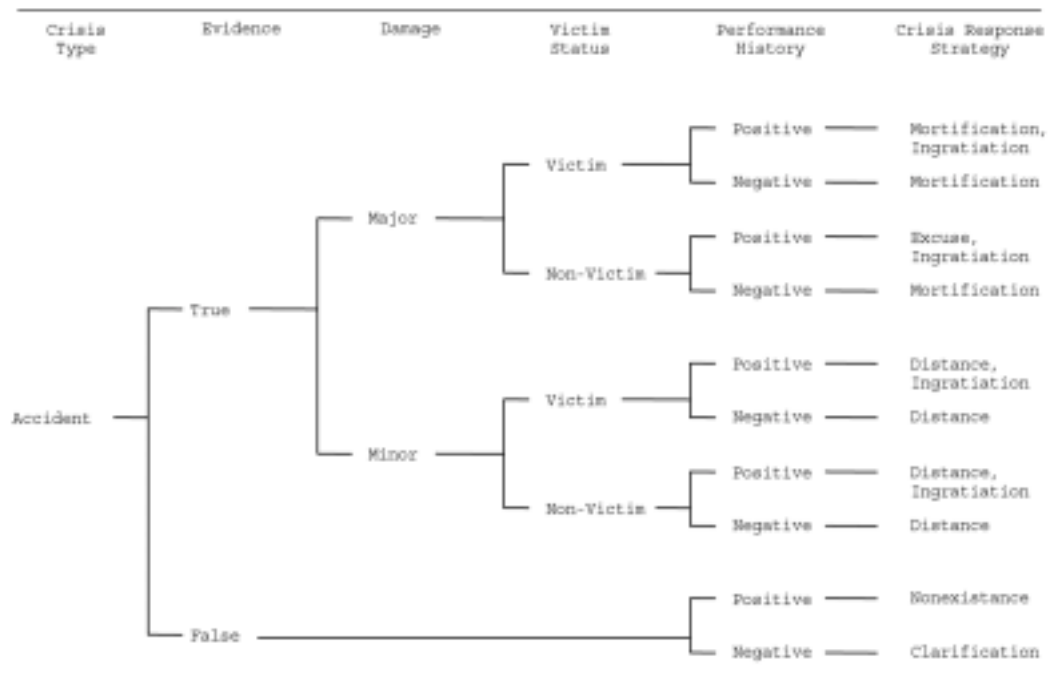 Crisis Type
Evidence
Damage
Victim Status
Performance History
Crisis Response Strategy
Positive
Mortification,
Ingratiation
Victim
Negative
Mortification
Major
Positive
Excuse,
Ingratiation
Non-Victim
Negative
Mortification
True
Positive
Distance,
Ingratiation
Victim
Negative
Distance
Accident
Minor
Positive
Distance,
Ingratiation
Non-Victim
Negative
Distance
Positive
Nonexistance
False
Negative
Clarification